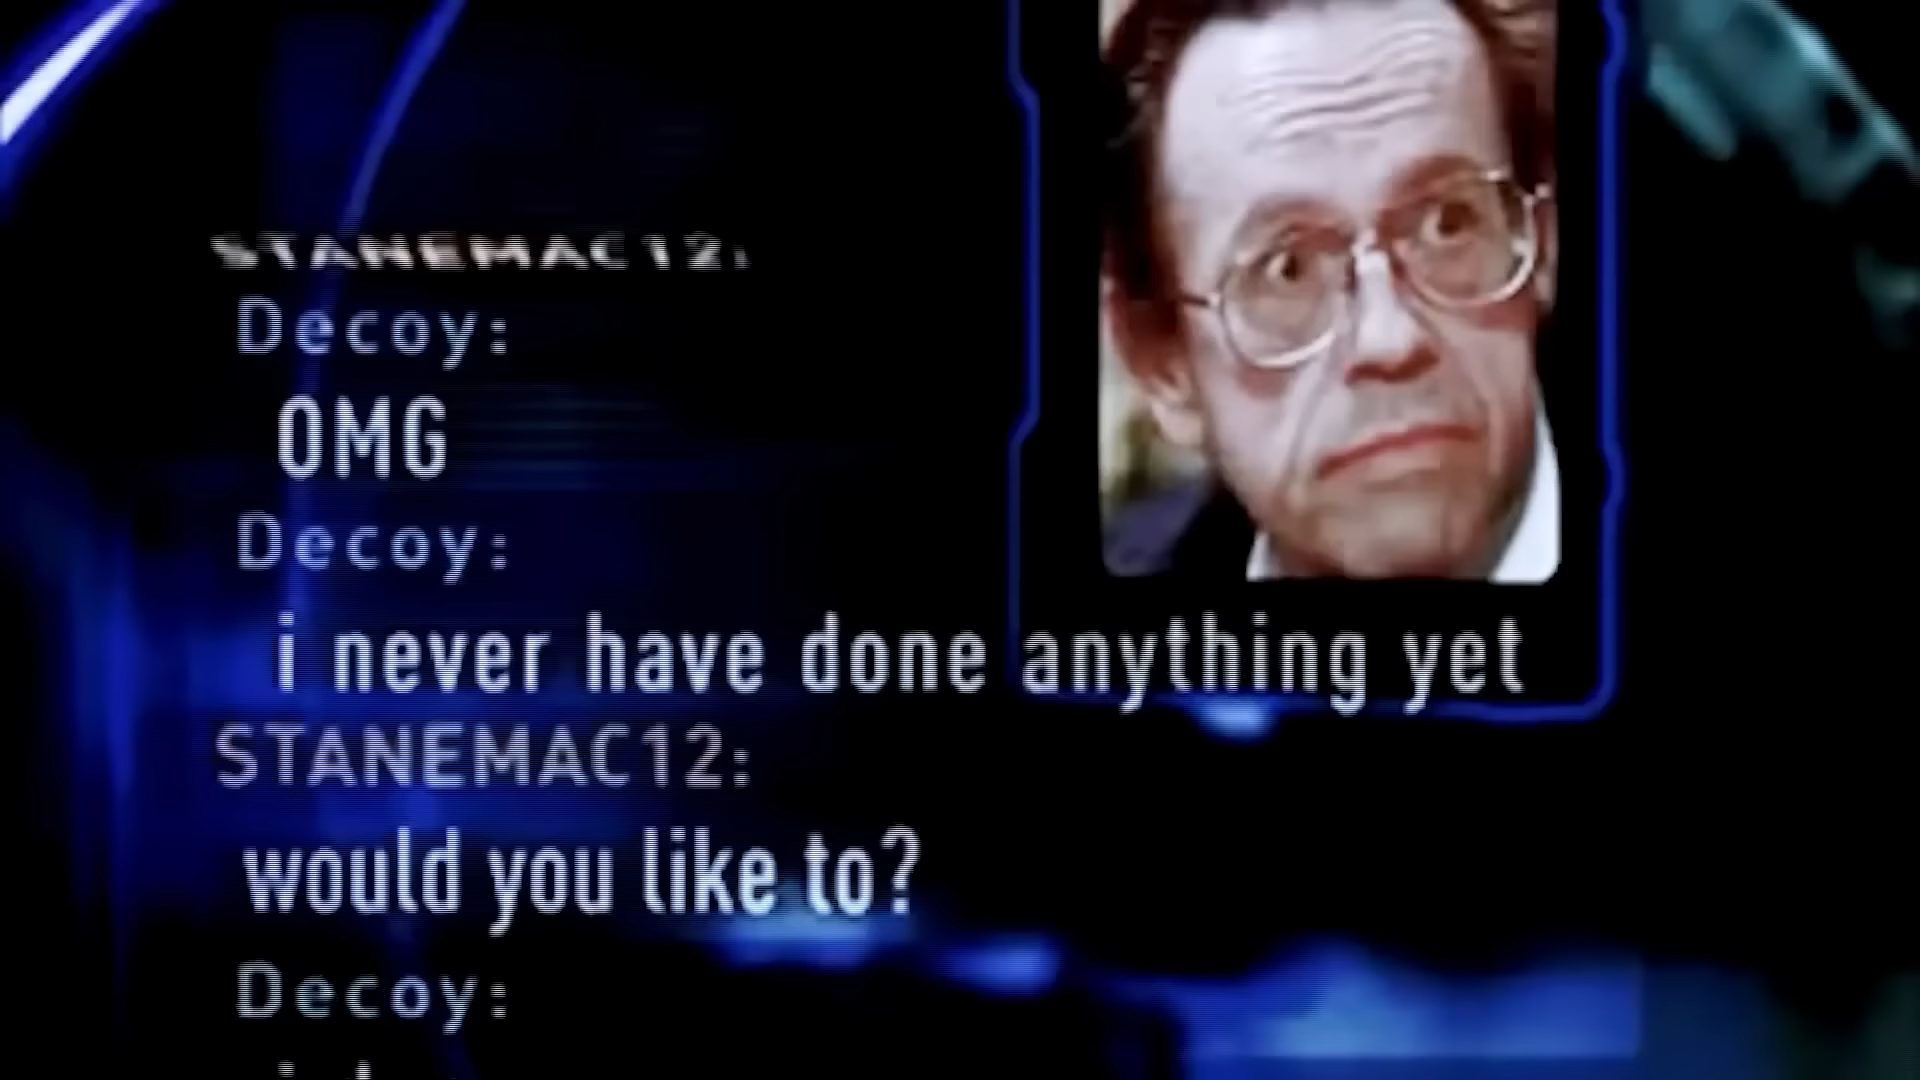 STANEMAC12:
Decoy:
OMG
Decoy:
i never have done anything yet
STANEMAC12:
would you like to?
Decoy: